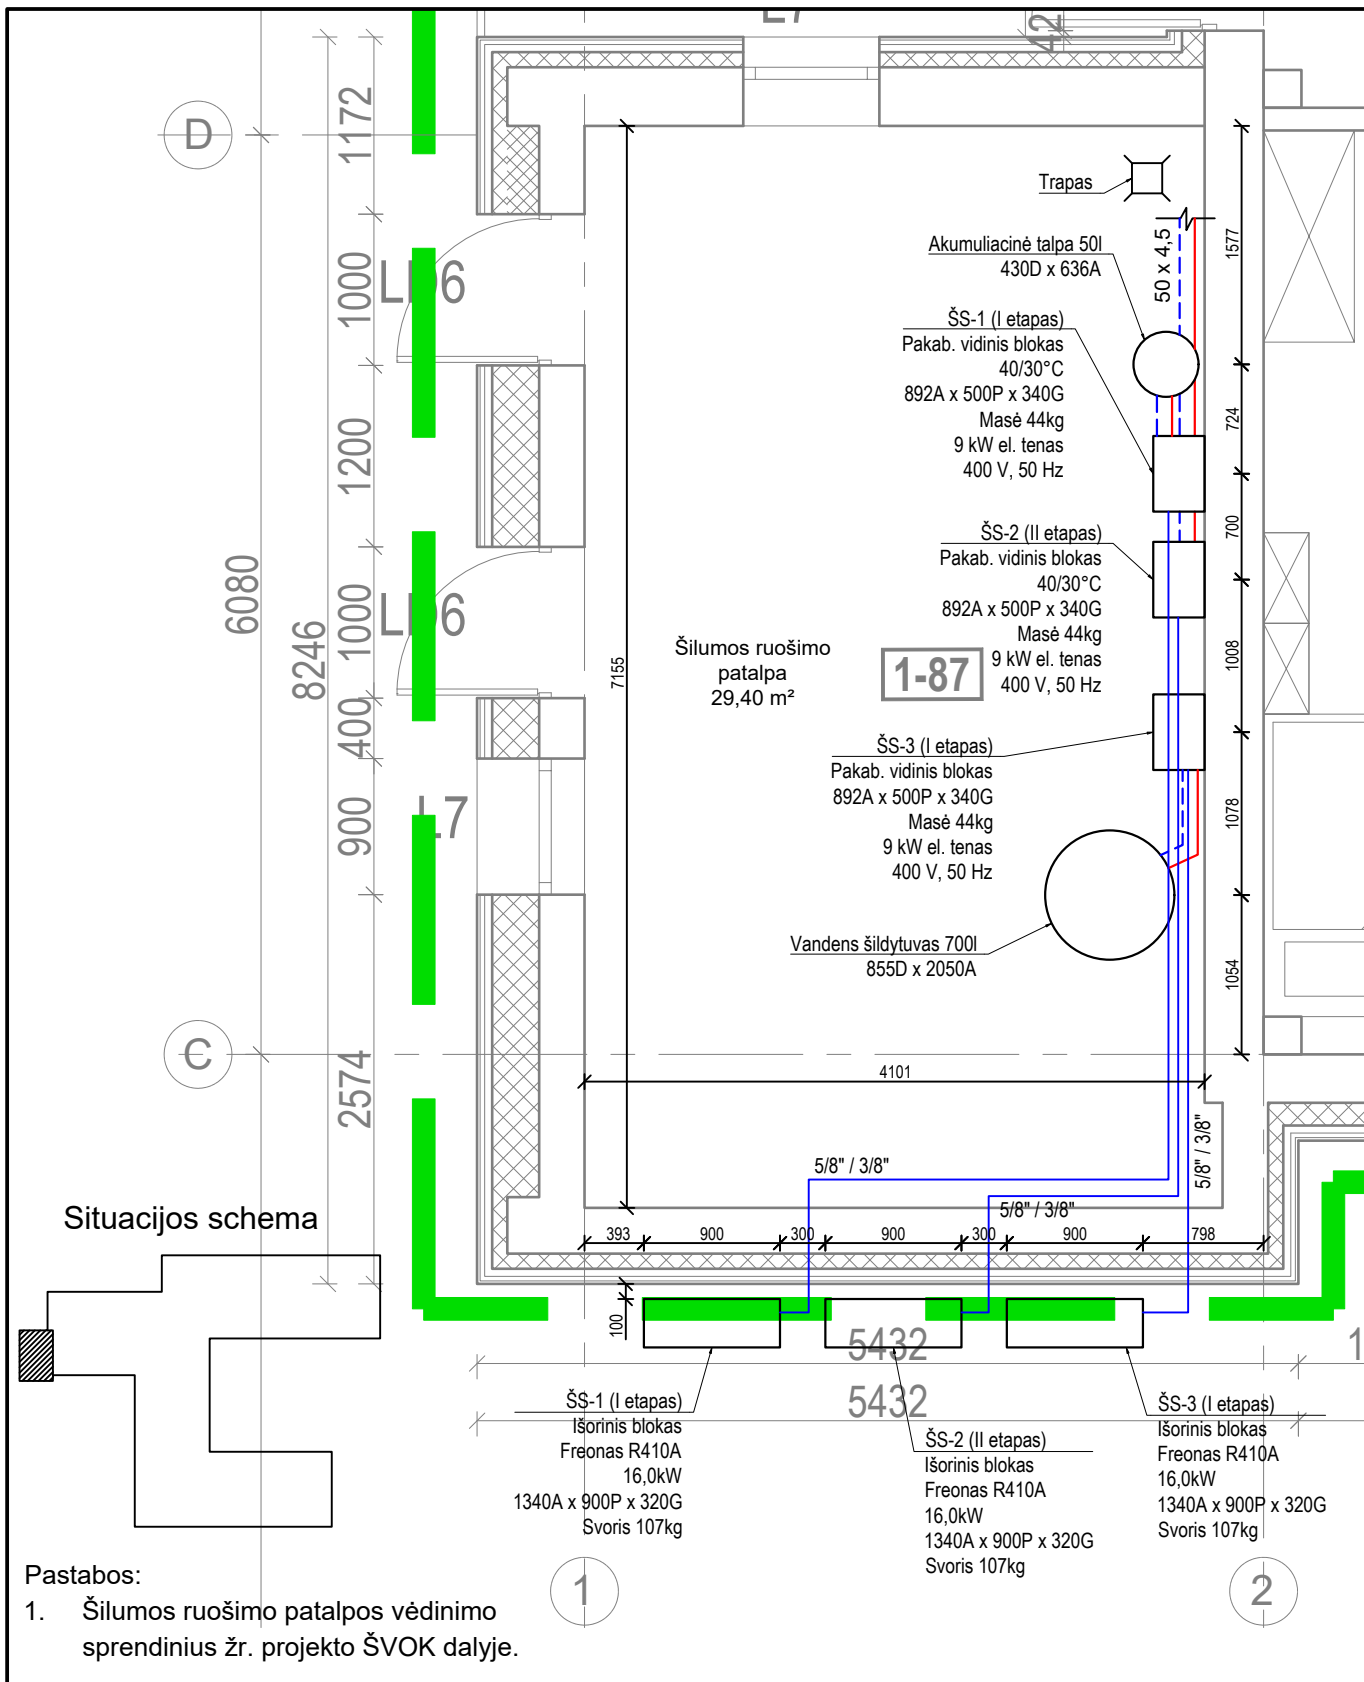 L7
42
D
1172
Trapas
50 x 4,5
1577
Akumuliacinė talpa 50l
430D x 636A
1000
ŠS-1 (I etapas)
Pakab. vidinis blokas
40/30°C
892A x 500P x 340G
Masė 44kg
9 kW el. tenas
400 V, 50 Hz
724
1200
700
ŠS-2 (II etapas)
Pakab. vidinis blokas
40/30°C
892A x 500P x 340G
Masė 44kg
9 kW el. tenas
400 V, 50 Hz
6080
8246
1000
7155
Šilumos ruošimo
patalpa
29,40 m²
1-87
1008
400
ŠS-3 (I etapas)
Pakab. vidinis blokas
892A x 500P x 340G
Masė 44kg
9 kW el. tenas
400 V, 50 Hz
900
L7
1078
Vandens šildytuvas 700l
855D x 2050A
1054
C
4101
2574
5/8" / 3/8"
5/8" / 3/8"
5/8" / 3/8"
Situacijos schema
393
900
300
900
300
900
798
100
5432
5432
ŠS-1 (I etapas)
Išorinis blokas
Freonas R410A
16,0kW
1340A x 900P x 320G
Svoris 107kg
ŠS-2 (II etapas)
Išorinis blokas
Freonas R410A
16,0kW
1340A x 900P x 320G
Svoris 107kg
ŠS-3 (I etapas)
Išorinis blokas
Freonas R410A
16,0kW
1340A x 900P x 320G
Svoris 107kg
1
2
Pastabos:
1. Šilumos ruošimo patalpos vėdinimo
sprendinius žr. projekto ŠVOK dalyje.